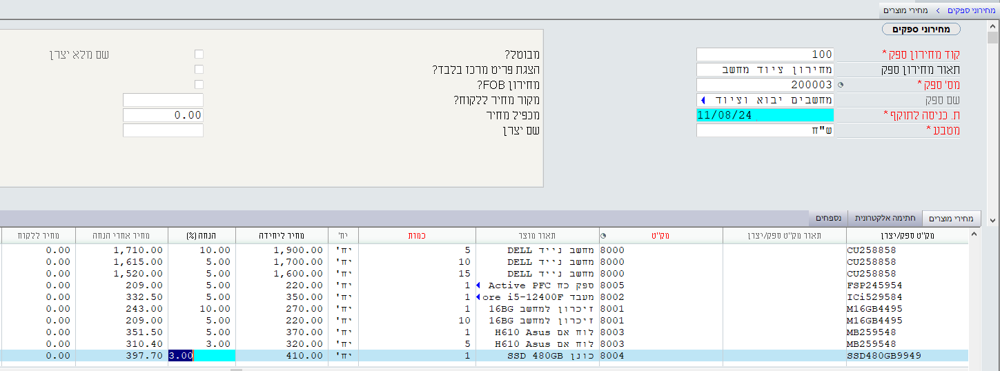 מחירוני ספקים > מחירי מוצרים
מחירוני ספקים
קוד מחירון ספק * 100 מבוטל? שם מלא יצרן
תאור מחירון ספק מחירון ציוד מחשב הצגת פריט מרכז בלבד?
מס' ספק * 200003 מחירון FOB?
שם ספק מחשבים יבוא וציוד מקור מחיר ללקוח?
ת. כניסה לתוקף * 11/08/24 מכפיל מחיר 0.00
מטבע * ש"ח שם יצרן
מחירי מוצרים חתימה אלקטרונית נספחים
מק"ט ספק/יצרן תאור מק"ט ספק/יצרן מק"ט תאור מוצר כמות יח' מחיר ליחידה הנחה (%) מחיר אחרי הנחה מחיר ללקוח
CU258858 8000 מחשב נייד DELL 5 יח' 1,900.00 10.00 1,710.00 0.00
CU258858 8000 מחשב נייד DELL 10 יח' 1,700.00 5.00 1,615.00 0.00
CU258858 8000 מחשב נייד DELL 15 יח' 1,600.00 5.00 1,520.00 0.00
FSP245954 8005 ספק כח Active PFC 1 יח' 220.00 5.00 209.00 0.00
ICi529584 8002 מעבד ore i5-12400F 1 יח' 350.00 5.00 332.50 0.00
M16GB4495 8001 זיכרון למחשב 16BG 1 יח' 270.00 10.00 243.00 0.00
M16GB4495 8001 זיכרון למחשב 16BG 10 יח' 220.00 5.00 209.00 0.00
MB259548 8003 לוח אם H610 Asus 1 יח' 370.00 5.00 351.50 0.00
MB259548 8003 לוח אם H610 Asus 5 יח' 320.00 3.00 310.40 0.00
SSD480GB9949 8004 כונן SSD 480GB 1 יח' 410.00 3.00 397.70 0.00